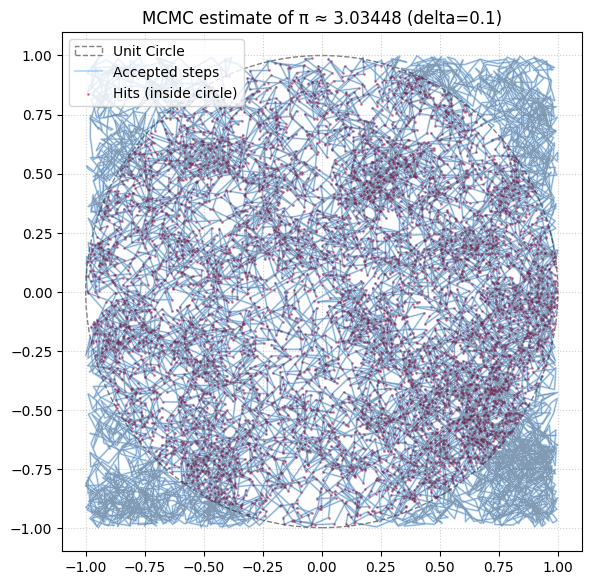 MCMC estimate of π ≈ 3.03448 (delta=0.1)
Unit Circle
Accepted steps
Hits (inside circle)
1.00
0.75
0.50
0.25
0.00
−0.25
−0.50
−0.75
−1.00
−1.00 −0.75 −0.50 −0.25 0.00 0.25 0.50 0.75 1.00